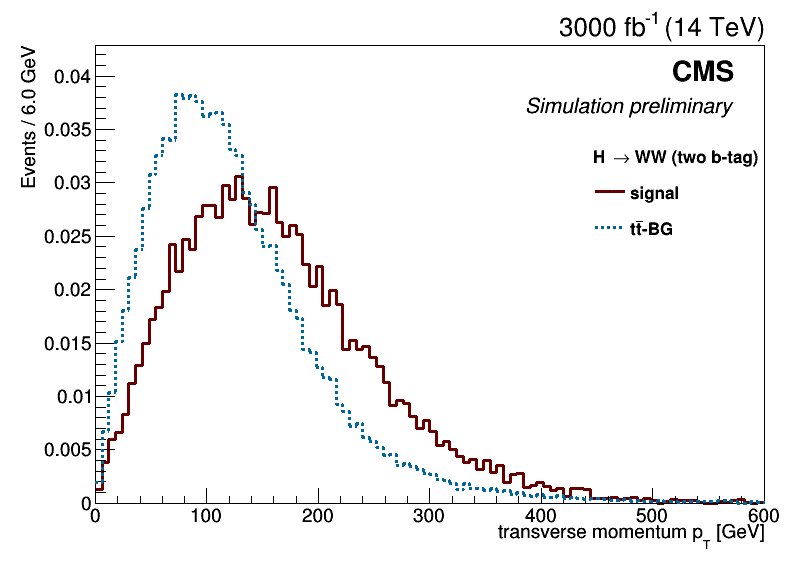 3000 fb-1 (14 TeV)
CMS
Simulation preliminary
H → WW (two b-tag)
signal
tt̄-BG
Events / 6.0 GeV
0.04
0.035
0.03
0.025
0.02
0.015
0.01
0.005
0
0 100 200 300 400 500 600
transverse momentum pT [GeV]